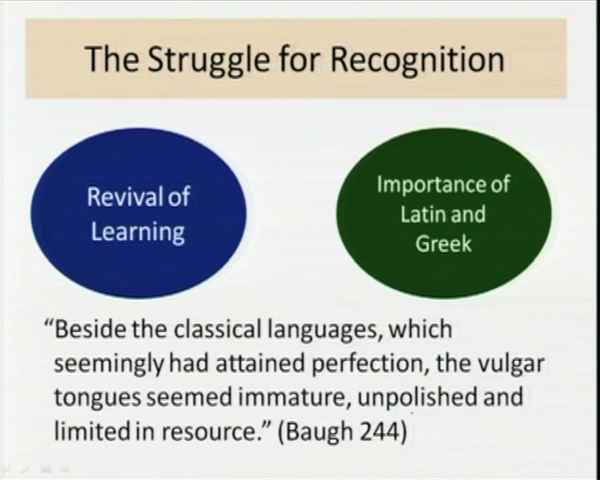 The Struggle for Recognition
Revival of
Learning
Importance of
Latin and
Greek
“Beside the classical languages, which
seemingly had attained perfection, the vulgar
tongues seemed immature, unpolished and
limited in resource.” (Baugh 244)